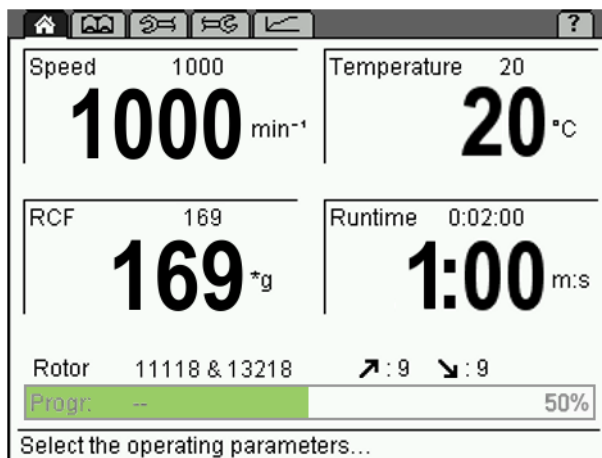 ?
Speed 1000
1000 min⁻¹
Temperature 20
20 °C
RCF 169
169 *g
Runtime 0:02:00
1:00 m:s
Rotor 11118 & 13218 : 9 : 9
Progr: -- 50%
Select the operating parameters...